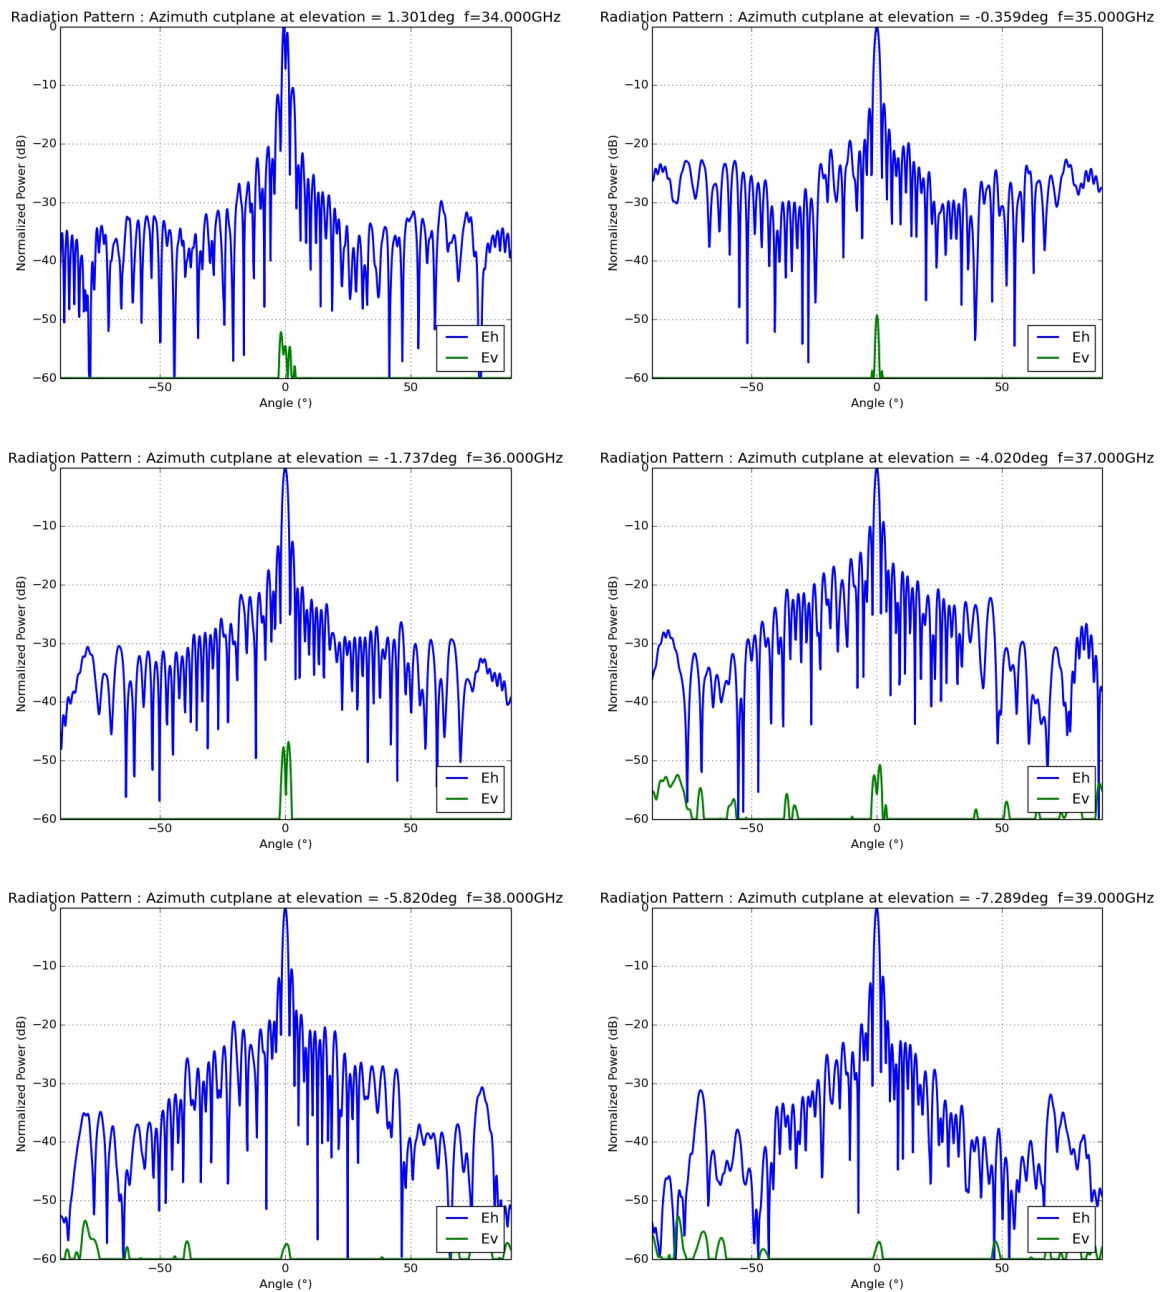 Radiation Pattern : Azimuth cutplane at elevation = 1.301deg f=34.000GHz
0
−10
−20
−30
−40
−50
−60
Normalized Power (dB)
Eh
Ev
−50 0 50
Angle (°)
Radiation Pattern : Azimuth cutplane at elevation = -0.359deg f=35.000GHz
0
−10
−20
−30
−40
−50
−60
Normalized Power (dB)
Eh
Ev
−50 0 50
Angle (°)
Radiation Pattern : Azimuth cutplane at elevation = -1.737deg f=36.000GHz
0
−10
−20
−30
−40
−50
−60
Normalized Power (dB)
Eh
Ev
−50 0 50
Angle (°)
Radiation Pattern : Azimuth cutplane at elevation = -4.020deg f=37.000GHz
0
−10
−20
−30
−40
−50
−60
Normalized Power (dB)
Eh
Ev
−50 0 50
Angle (°)
Radiation Pattern : Azimuth cutplane at elevation = -5.820deg f=38.000GHz
0
−10
−20
−30
−40
−50
−60
Normalized Power (dB)
Eh
Ev
−50 0 50
Angle (°)
Radiation Pattern : Azimuth cutplane at elevation = -7.289deg f=39.000GHz
0
−10
−20
−30
−40
−50
−60
Normalized Power (dB)
Eh
Ev
−50 0 50
Angle (°)